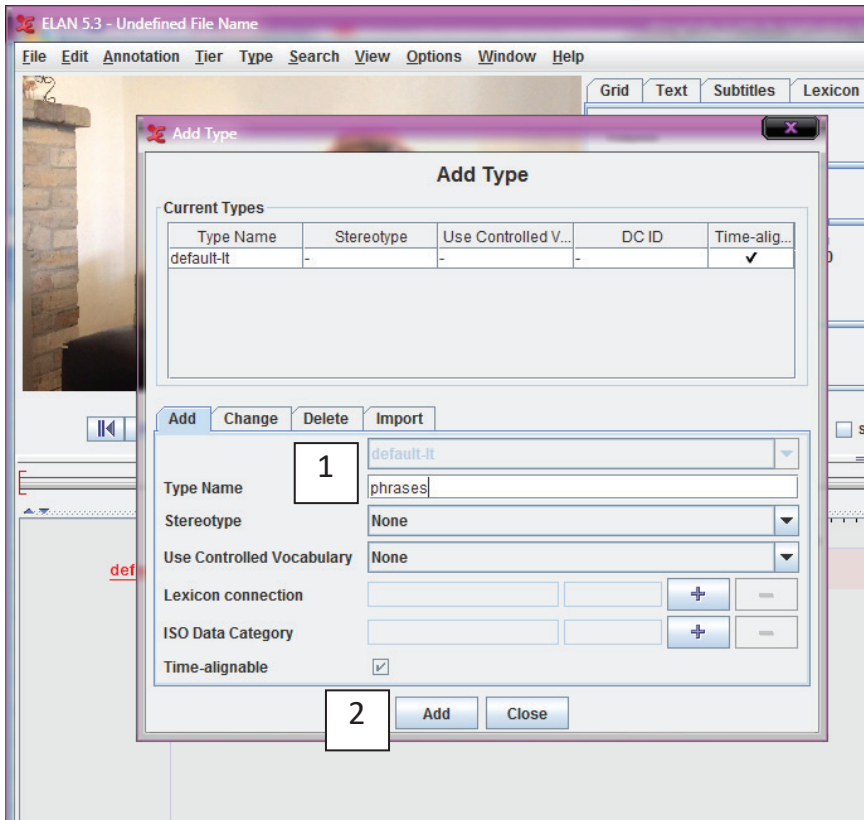 ELAN 5.3 - Undefined File Name
File Edit Annotation Tier Type Search View Options Window Help
Grid Text Subtitles Lexicon
Add Type
Add Type
Current Types
Type Name Stereotype Use Controlled V... DC ID Time-alig...
default-lt - - - ✔
Add Change Delete Import
1
default-lt
Type Name phrases
Stereotype None
Use Controlled Vocabulary None
Lexicon connection + −
ISO Data Category + −
Time-alignable
def
2
Add Close